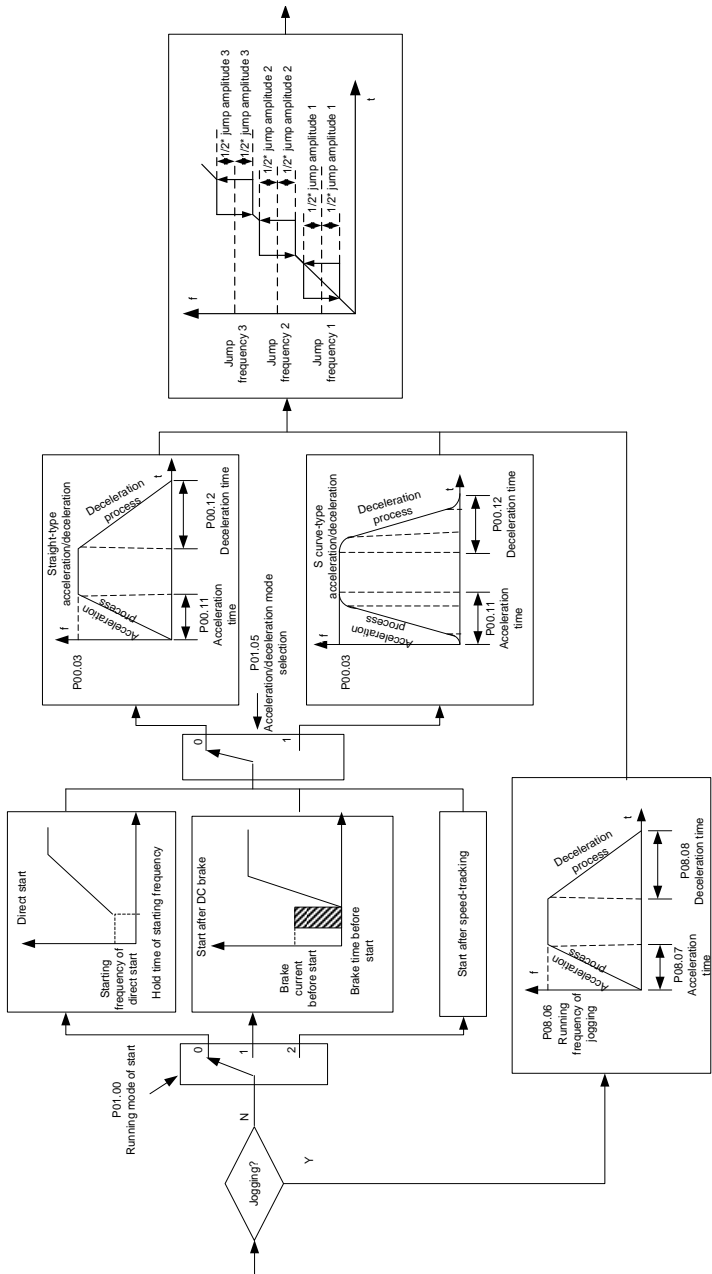 Jogging?
N
Y
P01.00
Running mode of start
0
1
2
Direct start
Starting
frequency of
direct start
Hold time of starting frequency
Start after DC brake
Brake
current
before start
Brake time before
start
Start after speed-tracking
P01.05
Acceleration/deceleration mode
selection
0
1
Straight-type
acceleration/deceleration
f
P00.03
Acceleration
process
Deceleration
process
t
P00.11
Acceleration
time
P00.12
Deceleration time
S curve-type
acceleration/deceleration
f
P00.03
Acceleration
process
Deceleration
process
t
P00.11
Acceleration
time
P00.12
Deceleration time
f
P08.06
Running
frequency of
jogging
Acceleration
process
Deceleration
process
t
P08.07
Acceleration
time
P08.08
Deceleration time
f
Jump
frequency 3
Jump
frequency 2
Jump
frequency 1
1/2* jump amplitude 3
1/2* jump amplitude 3
1/2* jump amplitude 2
1/2* jump amplitude 2
1/2* jump amplitude 1
1/2* jump amplitude 1
t